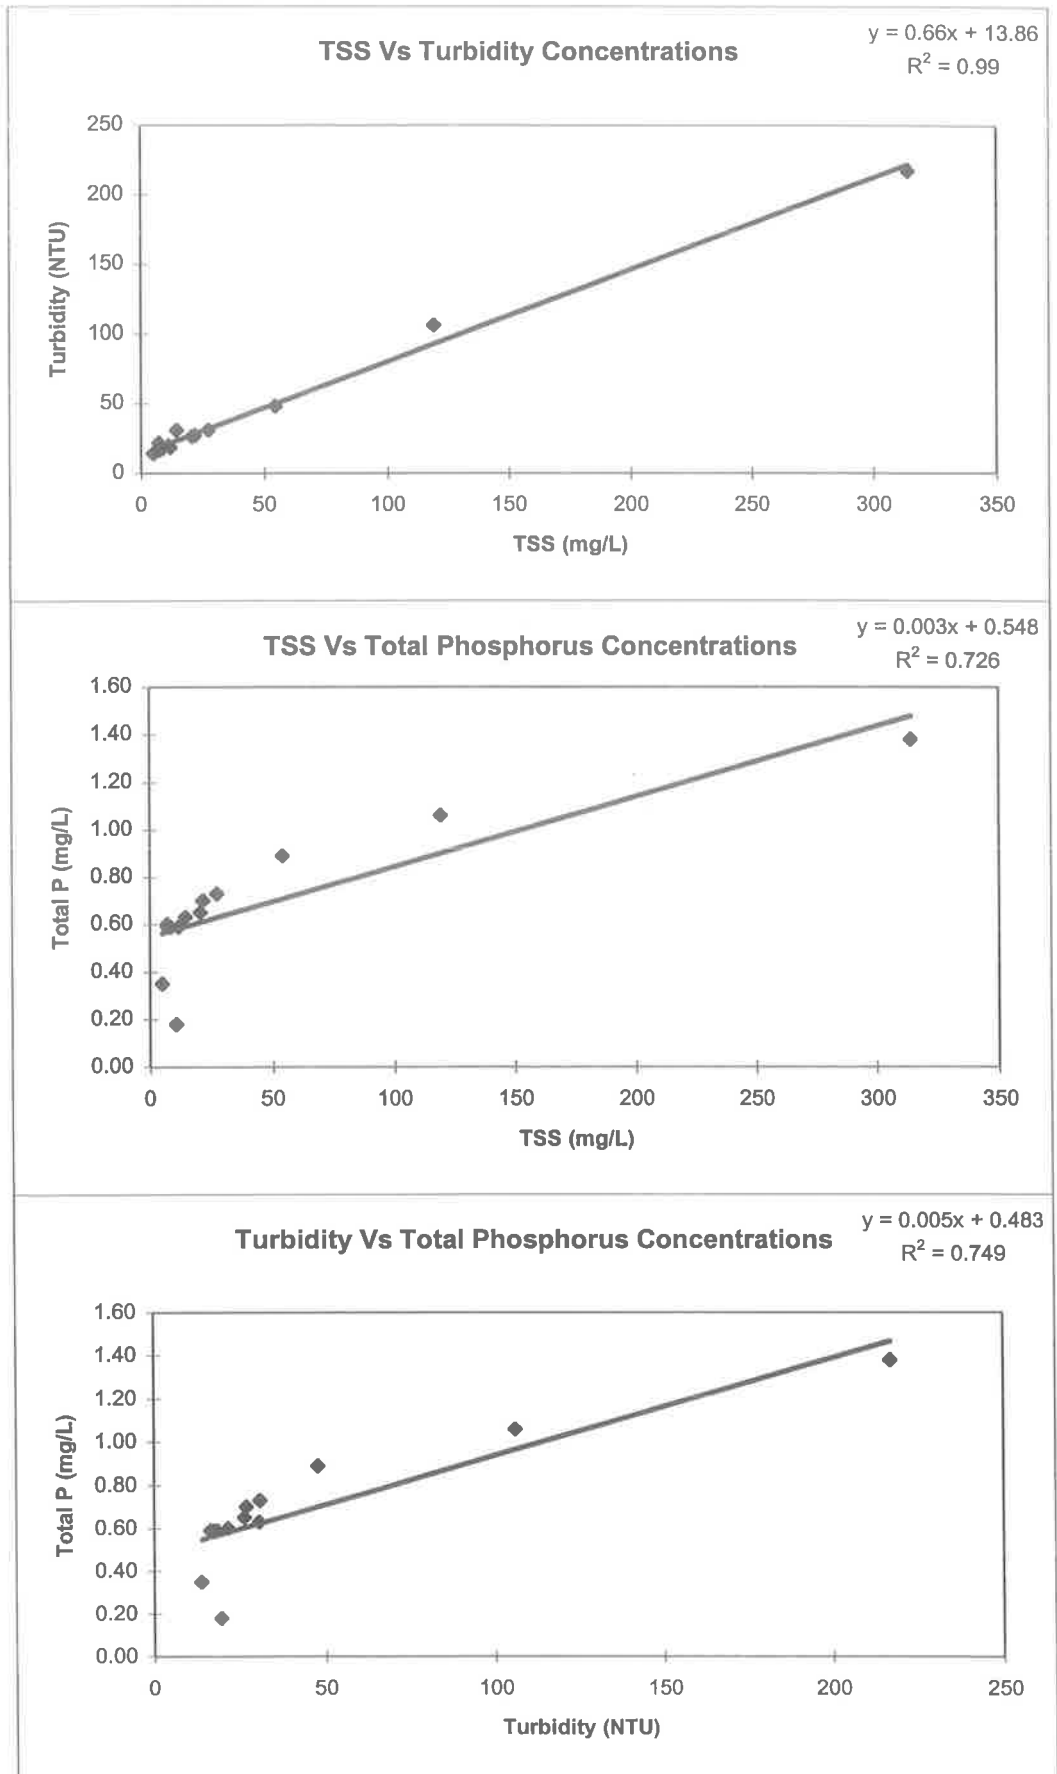 TSS Vs Turbidity Concentrations
y = 0.66x + 13.86
R² = 0.99
250
200
150
100
50
0
Turbidity (NTU)
0 50 100 150 200 250 300 350
TSS (mg/L)
TSS Vs Total Phosphorus Concentrations
y = 0.003x + 0.548
R² = 0.726
1.60
1.40
1.20
1.00
0.80
0.60
0.40
0.20
0.00
Total P (mg/L)
0 50 100 150 200 250 300 350
TSS (mg/L)
Turbidity Vs Total Phosphorus Concentrations
y = 0.005x + 0.483
R² = 0.749
1.60
1.40
1.20
1.00
0.80
0.60
0.40
0.20
0.00
Total P (mg/L)
0 50 100 150 200 250
Turbidity (NTU)